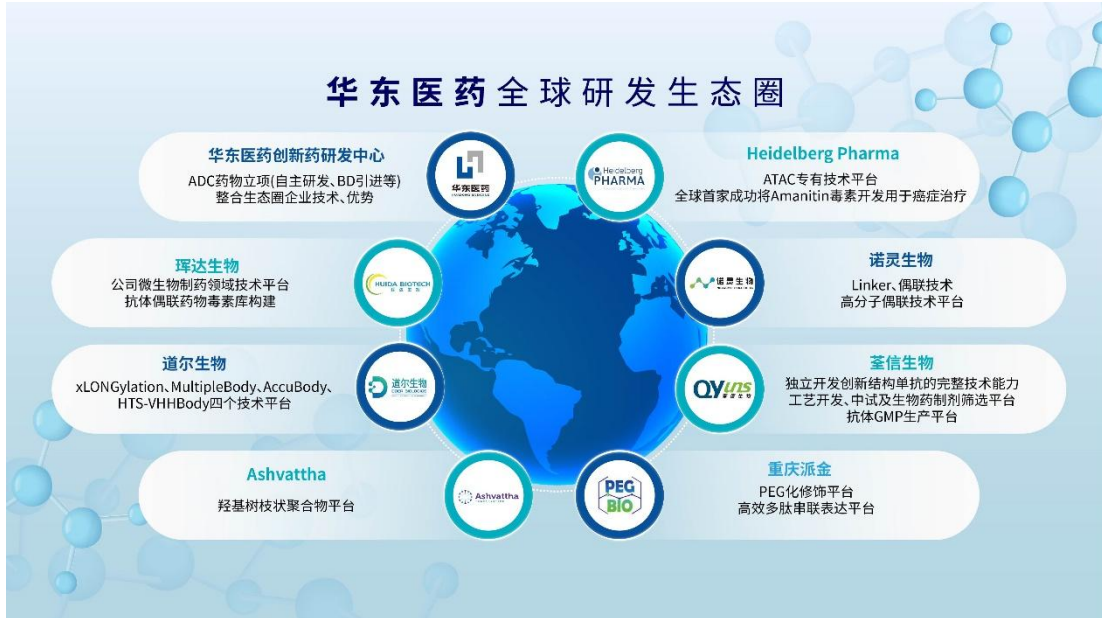 华东医药全球研发生态圈
华东医药创新药研发中心
ADC药物立项(自主研发、BD引进等)
整合生态圈企业技术、优势
华东医药
Heidelberg
PHARMA
Heidelberg Pharma
ATAC专有技术平台
全球首家成功将Amanitin毒素开发用于癌症治疗
珲达生物
公司微生物制药领域技术平台
抗体偶联药物毒素库构建
HUIDA BIOTECH
诺灵生物
诺灵生物
Linker、偶联技术
高分子偶联技术平台
道尔生物
xLONGylation、MultipleBody、AccuBody、
HTS-VHHBody四个技术平台
道尔生物
QYuns
荃信生物
荃信生物
独立开发创新结构单抗的完整技术能力
工艺开发、中试及生物药制剂筛选平台
抗体GMP生产平台
Ashvattha
羟基树枝状聚合物平台
Ashvattha
PEG
BIO
重庆派金
PEG化修饰平台
高效多肽串联表达平台